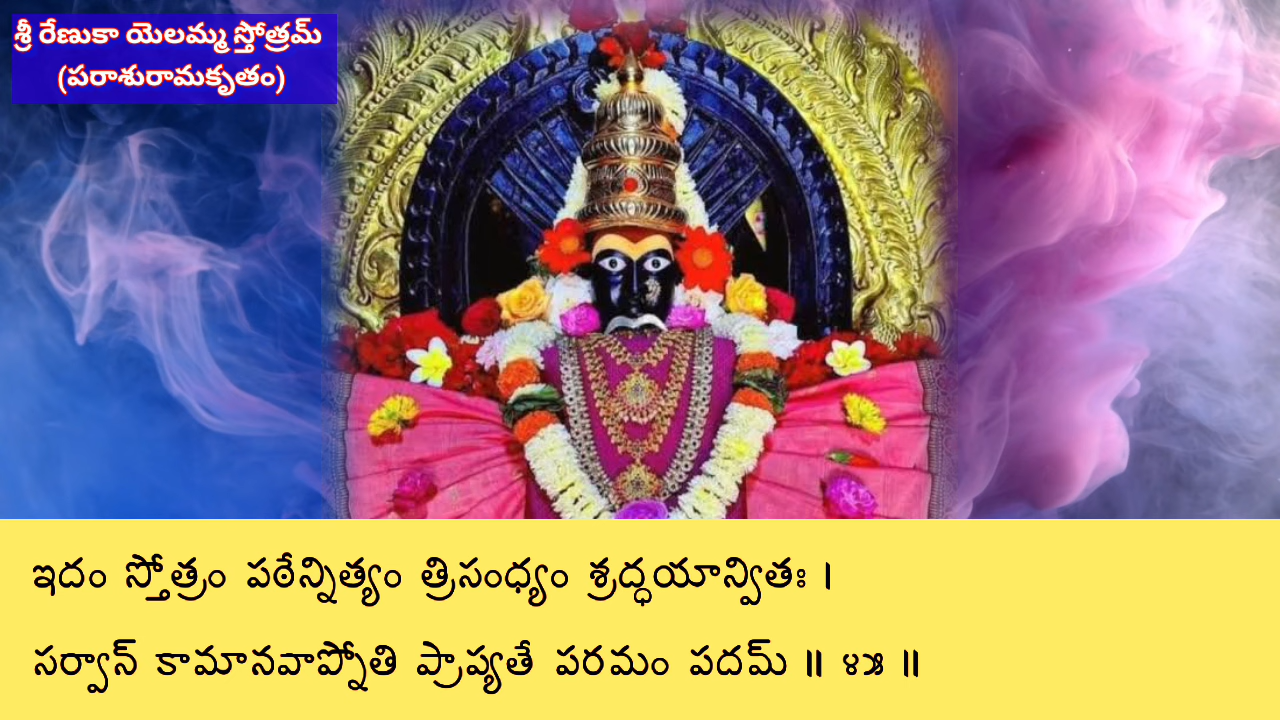 శ్రీ రేణుకా యెలమ్మ స్తోత్రమ్
(పరాశురామకృతం)
ఇదం స్తోత్రం పఠేన్నిత్యం త్రిసంధ్యం శ్రద్ధయాన్వితః ।
సర్వాన్ కామానవాప్నోతి ప్రాప్యతే పరమం పదమ్ ॥ ౪౫ ॥